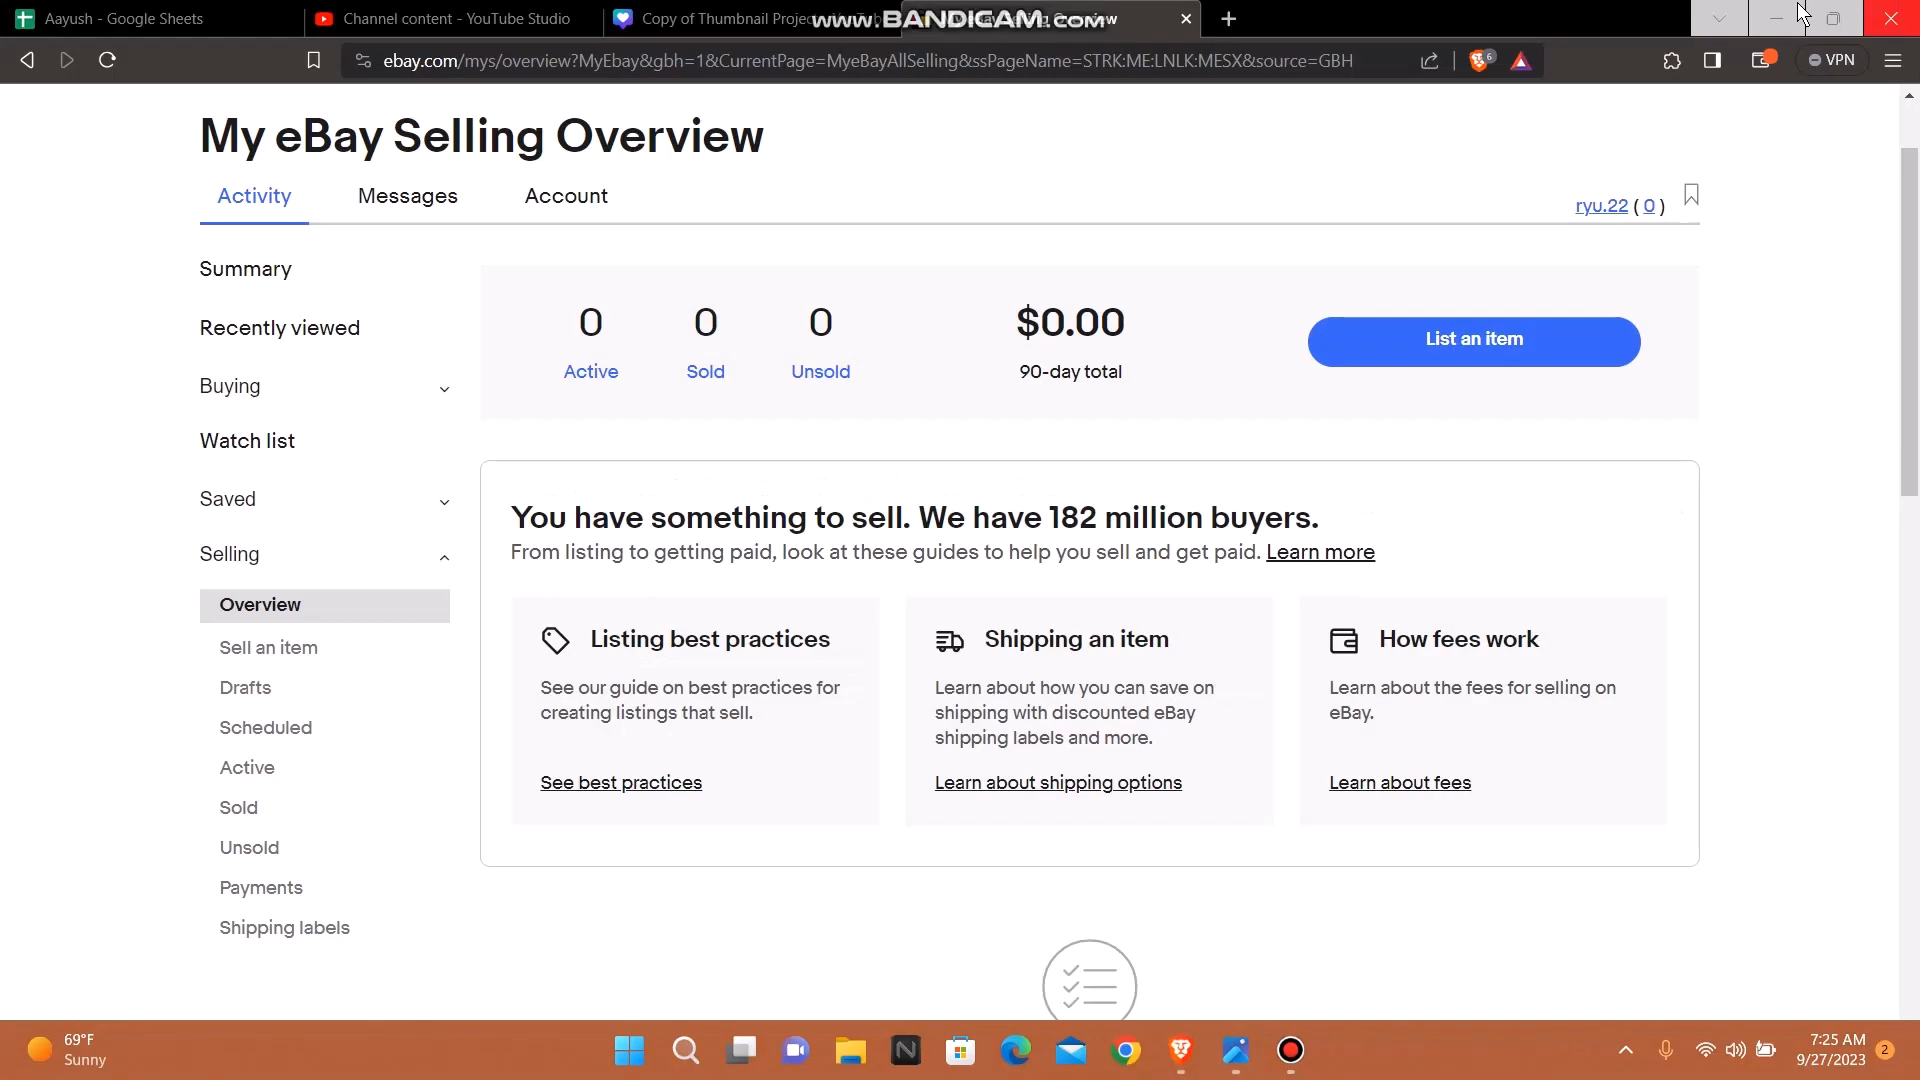 Aayush - Google Sheets
Channel content - YouTube Studio
Copy of Thumbnail Projec
www.BANDICAM.com
ebay.com/mys/overview?MyEbay&gbh=1&CurrentPage=MyeBayAllSelling&ssPageName=STRK:ME:LNLK:MESX&source=GBH
6
VPN
My eBay Selling Overview
Activity
Messages
Account
ryu.22 ( 0 )
Summary
Recently viewed
Buying
Watch list
Saved
Selling
Overview
Sell an item
Drafts
Scheduled
Active
Sold
Unsold
Payments
Shipping labels
0
Active
0
Sold
0
Unsold
$0.00
90-day total
List an item
You have something to sell. We have 182 million buyers.
From listing to getting paid, look at these guides to help you sell and get paid. Learn more
Listing best practices
See our guide on best practices for
creating listings that sell.
See best practices
Shipping an item
Learn about how you can save on
shipping with discounted eBay
shipping labels and more.
Learn about shipping options
How fees work
Learn about the fees for selling on
eBay.
Learn about fees
69°F
Sunny
7:25 AM
9/27/2023
2